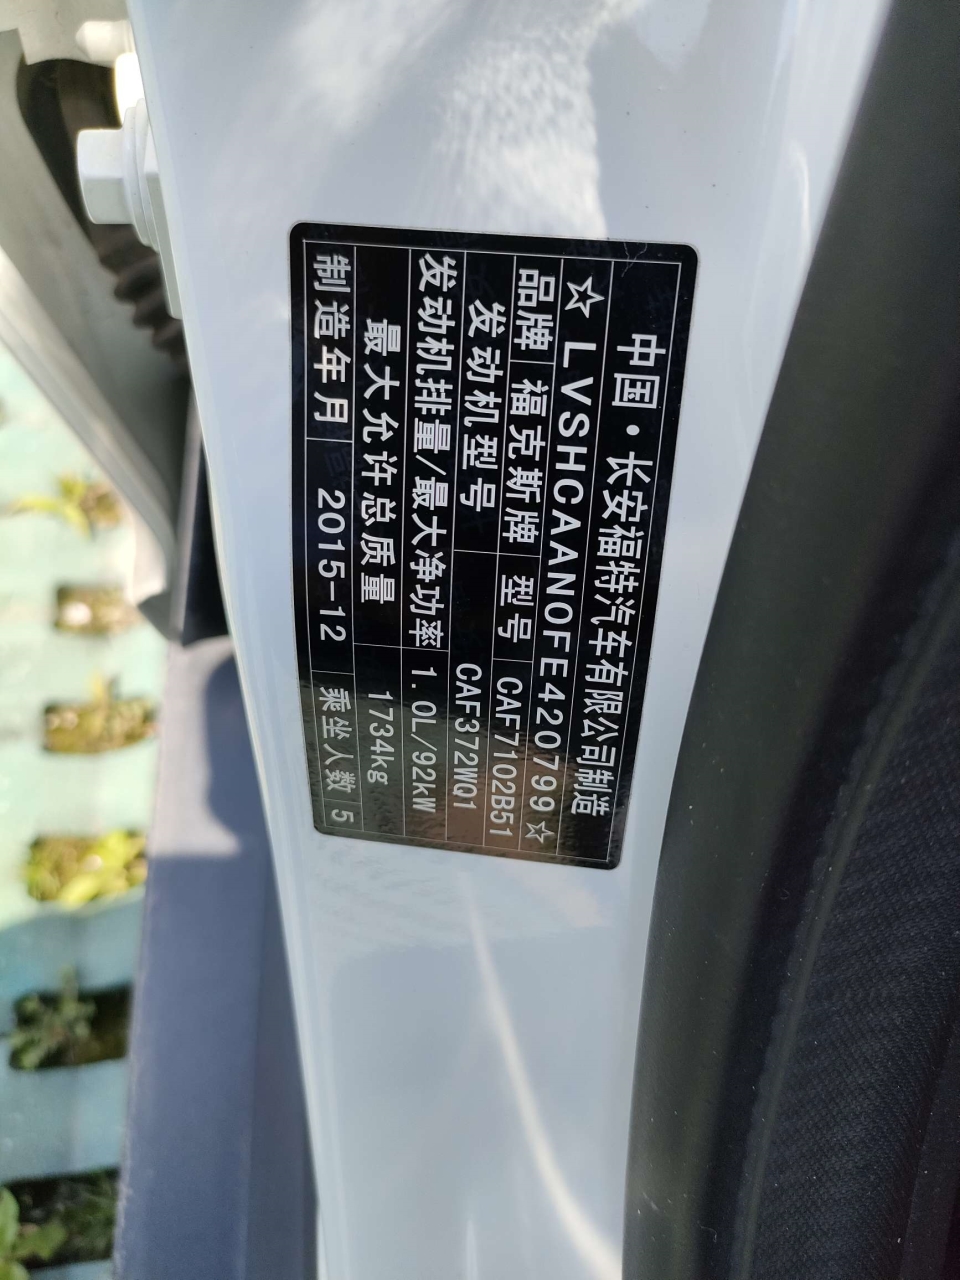 中国·长安福特汽车有限公司制造
☆LVSHCAAN0FE420799☆
品牌 福克斯牌 型号 CAF7102B51
发动机型号 CAF372WQ1
发动机排量/最大净功率 1.0L/92kW
最大允许总质量 1734kg
制造年月 2015-12 乘坐人数 5